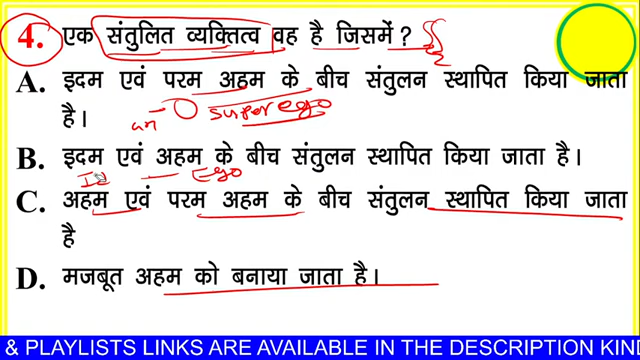 4. एक संतुलित व्यक्तित्व वह है जिसमें ?
A. इदम एवं परम अहम के बीच संतुलन स्थापित किया जाता
है।
superego
B. इदम एवं अहम के बीच संतुलन स्थापित किया जाता है।
Id Ego
C. अहम एवं परम अहम के बीच संतुलन स्थापित किया जाता
है
D. मजबूत अहम को बनाया जाता है।
& PLAYLISTS LINKS ARE AVAILABLE IN THE DESCRIPTION KIN